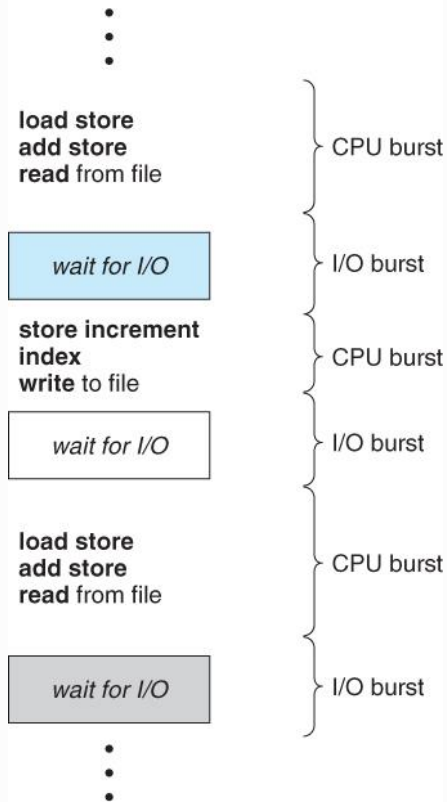 load store
add store
read from file
CPU burst
wait for I/O
I/O burst
store increment
index
write to file
CPU burst
wait for I/O
I/O burst
load store
add store
read from file
CPU burst
wait for I/O
I/O burst